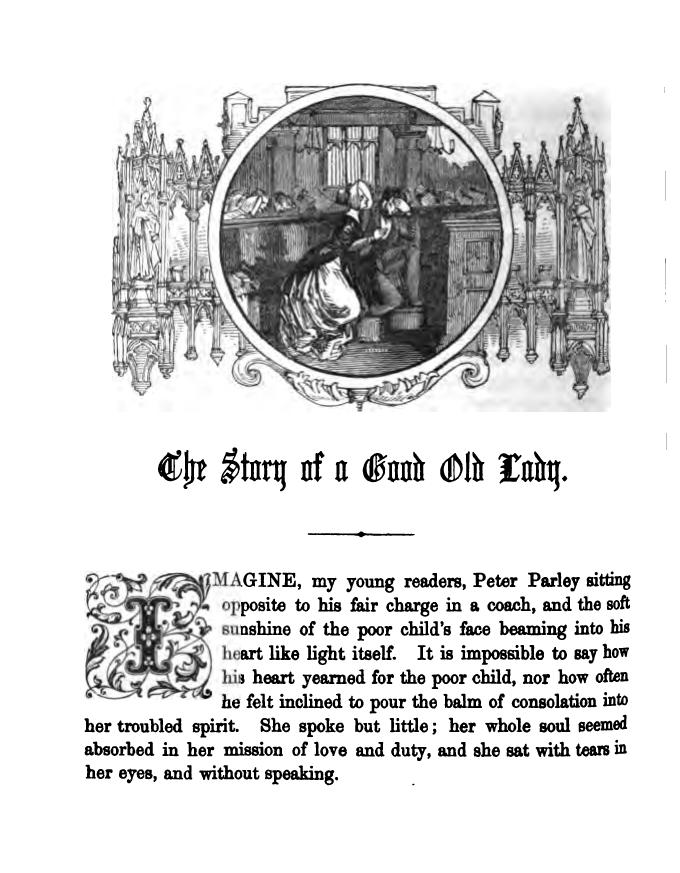 The Story of a Good Old Lady.
IMAGINE, my young readers, Peter Parley sitting
opposite to his fair charge in a coach, and the soft
sunshine of the poor child's face beaming into his
heart like light itself. It is impossible to say how
his heart yearned for the poor child, nor how often
he felt inclined to pour the balm of consolation into
her troubled spirit. She spoke but little; her whole soul seemed
absorbed in her mission of love and duty, and she sat with tears in
her eyes, and without speaking.